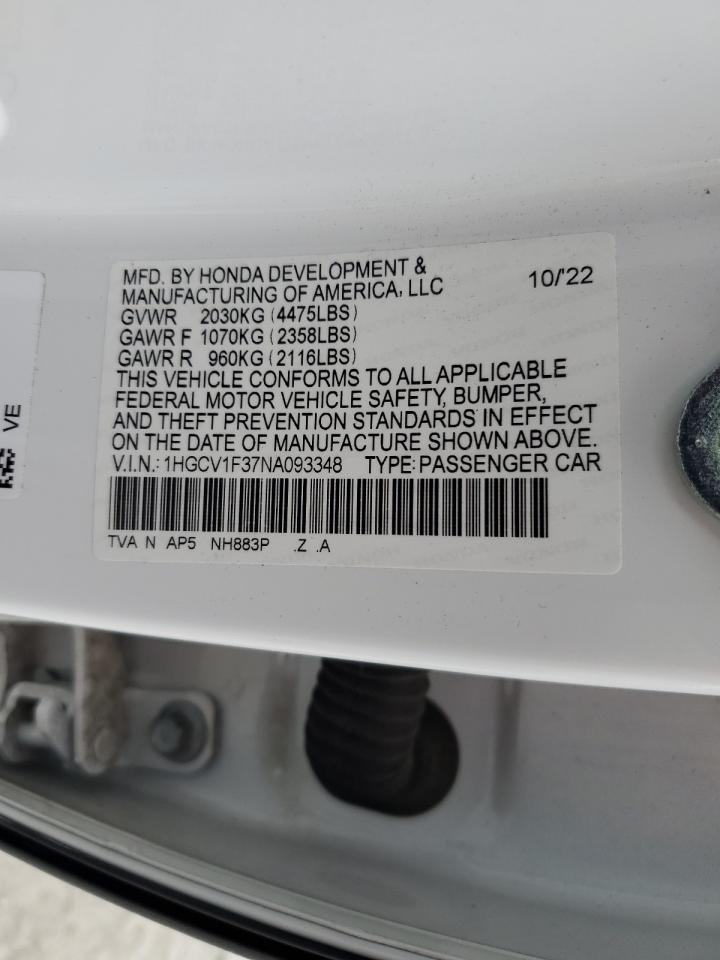 MFD. BY HONDA DEVELOPMENT &
MANUFACTURING OF AMERICA, LLC 10/'22
GVWR 2030KG (4475LBS)
GAWR F 1070KG (2358LBS)
GAWR R 960KG (2116LBS)
THIS VEHICLE CONFORMS TO ALL APPLICABLE
FEDERAL MOTOR VEHICLE SAFETY, BUMPER,
AND THEFT PREVENTION STANDARDS IN EFFECT
ON THE DATE OF MANUFACTURE SHOWN ABOVE.
V.I.N.: 1HGCV1F37NA093348 TYPE: PASSENGER CAR
TVA N AP5 NH883P .Z .A
VE